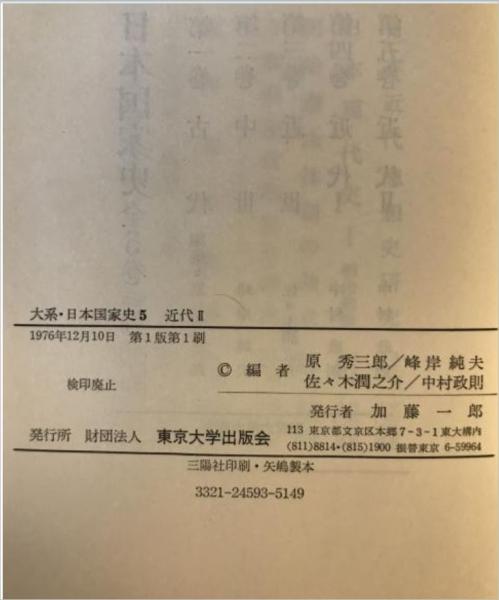 大系・日本国家史5 近代Ⅱ
1976年12月10日 第1版第1刷
検印廃止
© 編者 原 秀三郎/峰岸純夫
佐々木潤之介/中村政則
発行者 加藤一郎
発行所 財団法人 東京大学出版会
113 東京都文京区本郷7-3-1東大構内
(811)8814・(815)1900 振替東京6-59964
三陽社印刷・矢嶋製本
3321-24593-5149